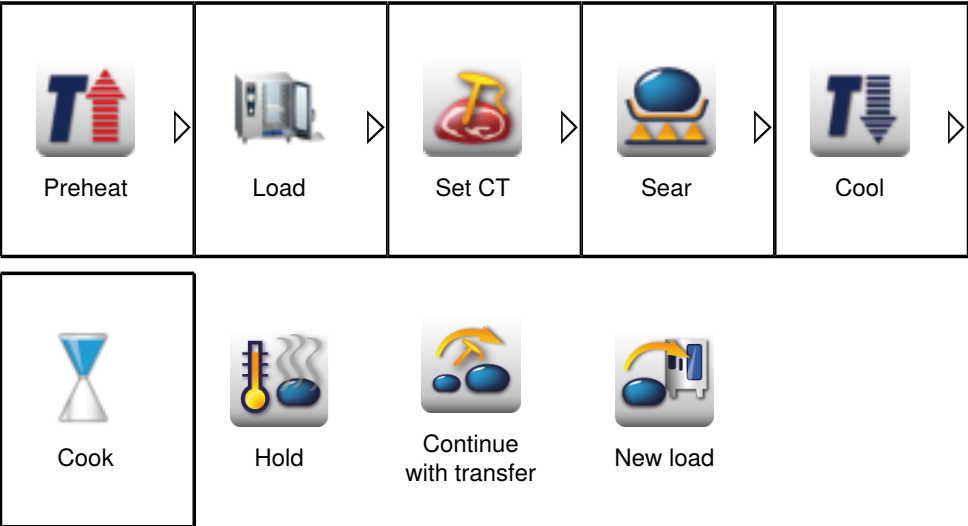 Preheat
Load
Set CT
Sear
Cool
Cook
Hold
Continue
with transfer
New load